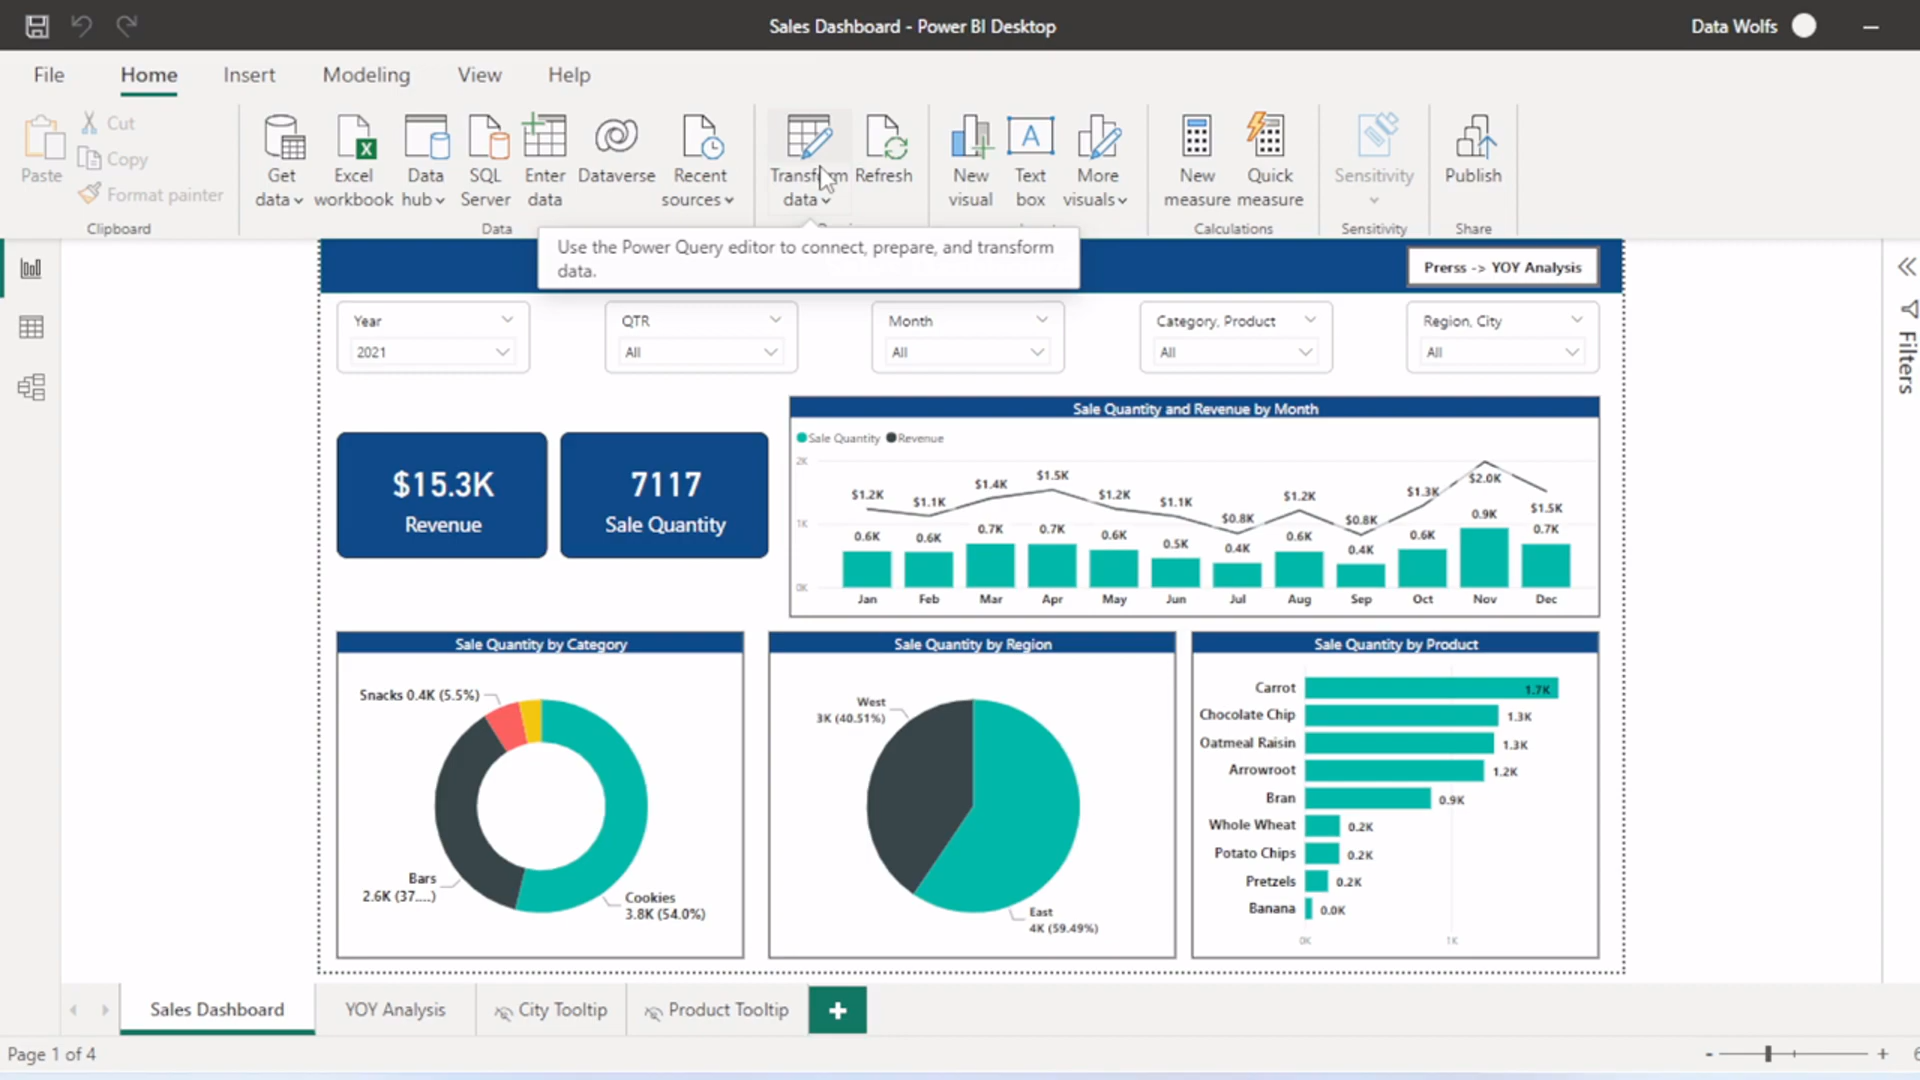 Sales Dashboard - Power BI Desktop
Data Wolfs
File
Home
Insert
Modeling
View
Help
Paste
Cut
Copy
Format painter
Clipboard
Get
data
Excel
workbook
Data
hub
SQL
Server
Enter
data
Dataverse
Recent
sources
Data
Transform
data
Refresh
New
visual
Text
box
More
visuals
New
measure
Quick
measure
Calculations
Sensitivity
Sensitivity
Publish
Share
Use the Power Query editor to connect, prepare, and transform
data.
Prerss -> YOY Analysis
Year
2021
QTR
All
Month
All
Category, Product
All
Region, City
All
Filters
$15.3K
Revenue
7117
Sale Quantity
Sale Quantity and Revenue by Month
Sale Quantity
Revenue
2K
1K
0K
$1.2K
$1.1K
$1.4K
$1.5K
$1.2K
$1.1K
$0.8K
$1.2K
$0.8K
$1.3K
$2.0K
$1.5K
0.6K
0.6K
0.7K
0.7K
0.6K
0.5K
0.4K
0.6K
0.4K
0.6K
0.9K
0.7K
Jan
Feb
Mar
Apr
May
Jun
Jul
Aug
Sep
Oct
Nov
Dec
Sale Quantity by Category
Snacks 0.4K (5.5%)
Bars
2.6K (37....)
Cookies
3.8K (54.0%)
Sale Quantity by Region
West
3K (40.51%)
East
4K (59.49%)
Sale Quantity by Product
Carrot 1.7K
Chocolate Chip 1.3K
Oatmeal Raisin 1.3K
Arrowroot 1.2K
Bran 0.9K
Whole Wheat 0.2K
Potato Chips 0.2K
Pretzels 0.2K
Banana 0.0K
0K
1K
Sales Dashboard
YOY Analysis
City Tooltip
Product Tooltip
Page 1 of 4